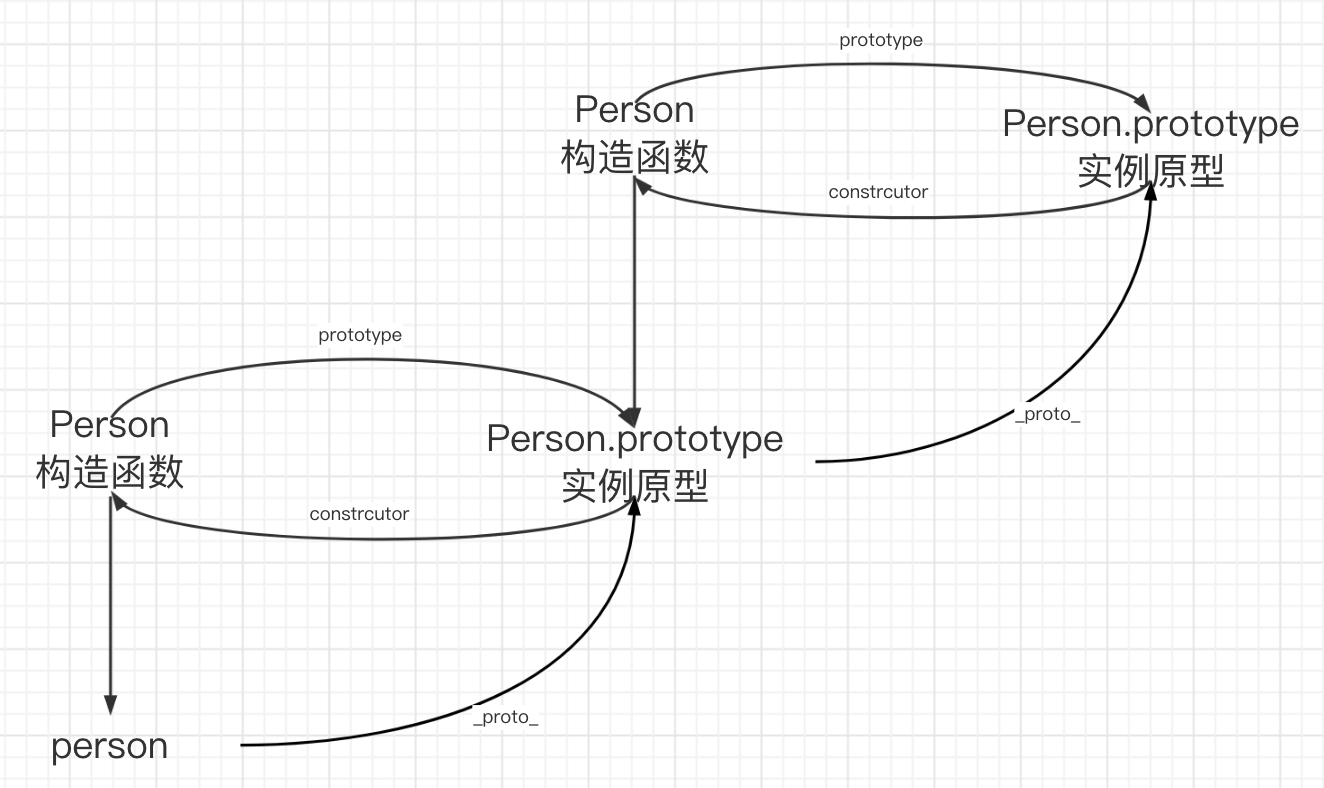 prototype
Person
构造函数
Person.prototype
实例原型
constrcutor
prototype
Person
构造函数
_proto_
Person.prototype
实例原型
constrcutor
_proto_
person